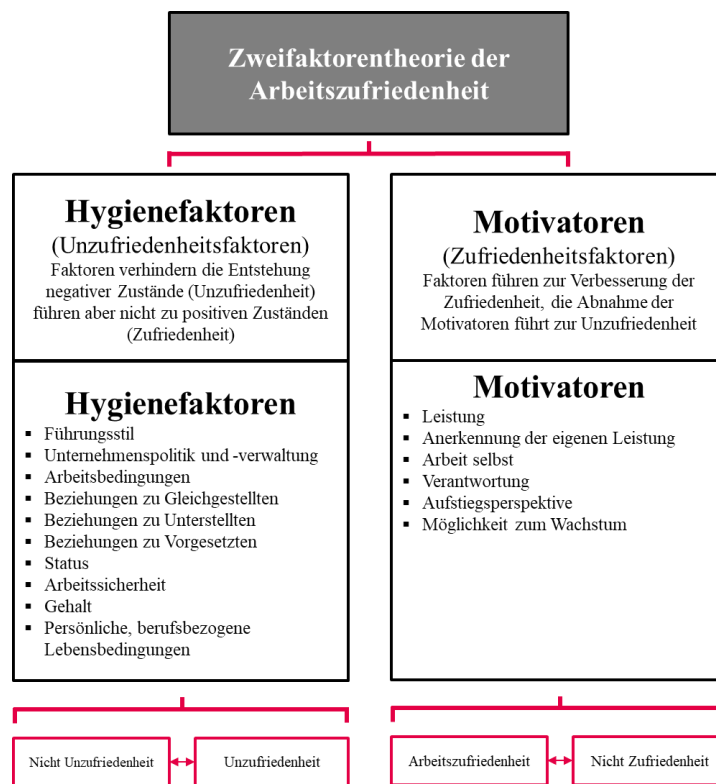 Zweifaktorentheorie der
Arbeitszufriedenheit
Hygienefaktoren
(Unzufriedenheitsfaktoren)
Faktoren verhindern die Entstehung
negativer Zustände (Unzufriedenheit)
führen aber nicht zu positiven Zuständen
(Zufriedenheit)
Hygienefaktoren
▪ Führungsstil
▪ Unternehmenspolitik und -verwaltung
▪ Arbeitsbedingungen
▪ Beziehungen zu Gleichgestellten
▪ Beziehungen zu Unterstellten
▪ Beziehungen zu Vorgesetzten
▪ Status
▪ Arbeitssicherheit
▪ Gehalt
▪ Persönliche, berufsbezogene
Lebensbedingungen
Nicht Unzufriedenheit
Unzufriedenheit
Motivatoren
(Zufriedenheitsfaktoren)
Faktoren führen zur Verbesserung der
Zufriedenheit, die Abnahme der
Motivatoren führt zur Unzufriedenheit
Motivatoren
▪ Leistung
▪ Anerkennung der eigenen Leistung
▪ Arbeit selbst
▪ Verantwortung
▪ Aufstiegsperspektive
▪ Möglichkeit zum Wachstum
Arbeitszufriedenheit
Nicht Zufriedenheit